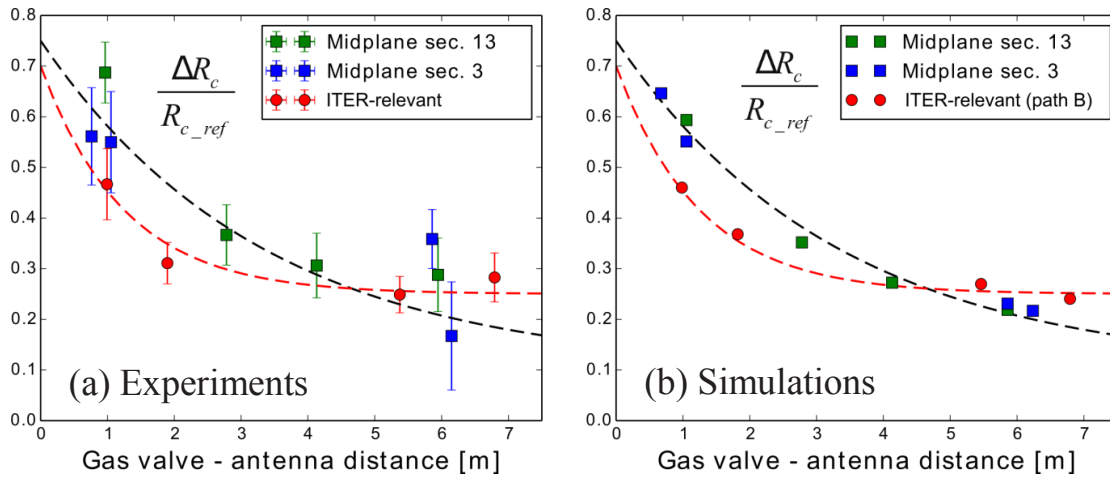 0.8
0.7
0.6
0.5
0.4
0.3
0.2
0.1
0.0
ΔR_c
R_{c_ref}
Midplane sec. 13
Midplane sec. 3
ITER-relevant
(a) Experiments
0 1 2 3 4 5 6 7
Gas valve - antenna distance [m]
0.8
0.7
0.6
0.5
0.4
0.3
0.2
0.1
0.0
ΔR_c
R_{c_ref}
Midplane sec. 13
Midplane sec. 3
ITER-relevant (path B)
(b) Simulations
0 1 2 3 4 5 6 7
Gas valve - antenna distance [m]